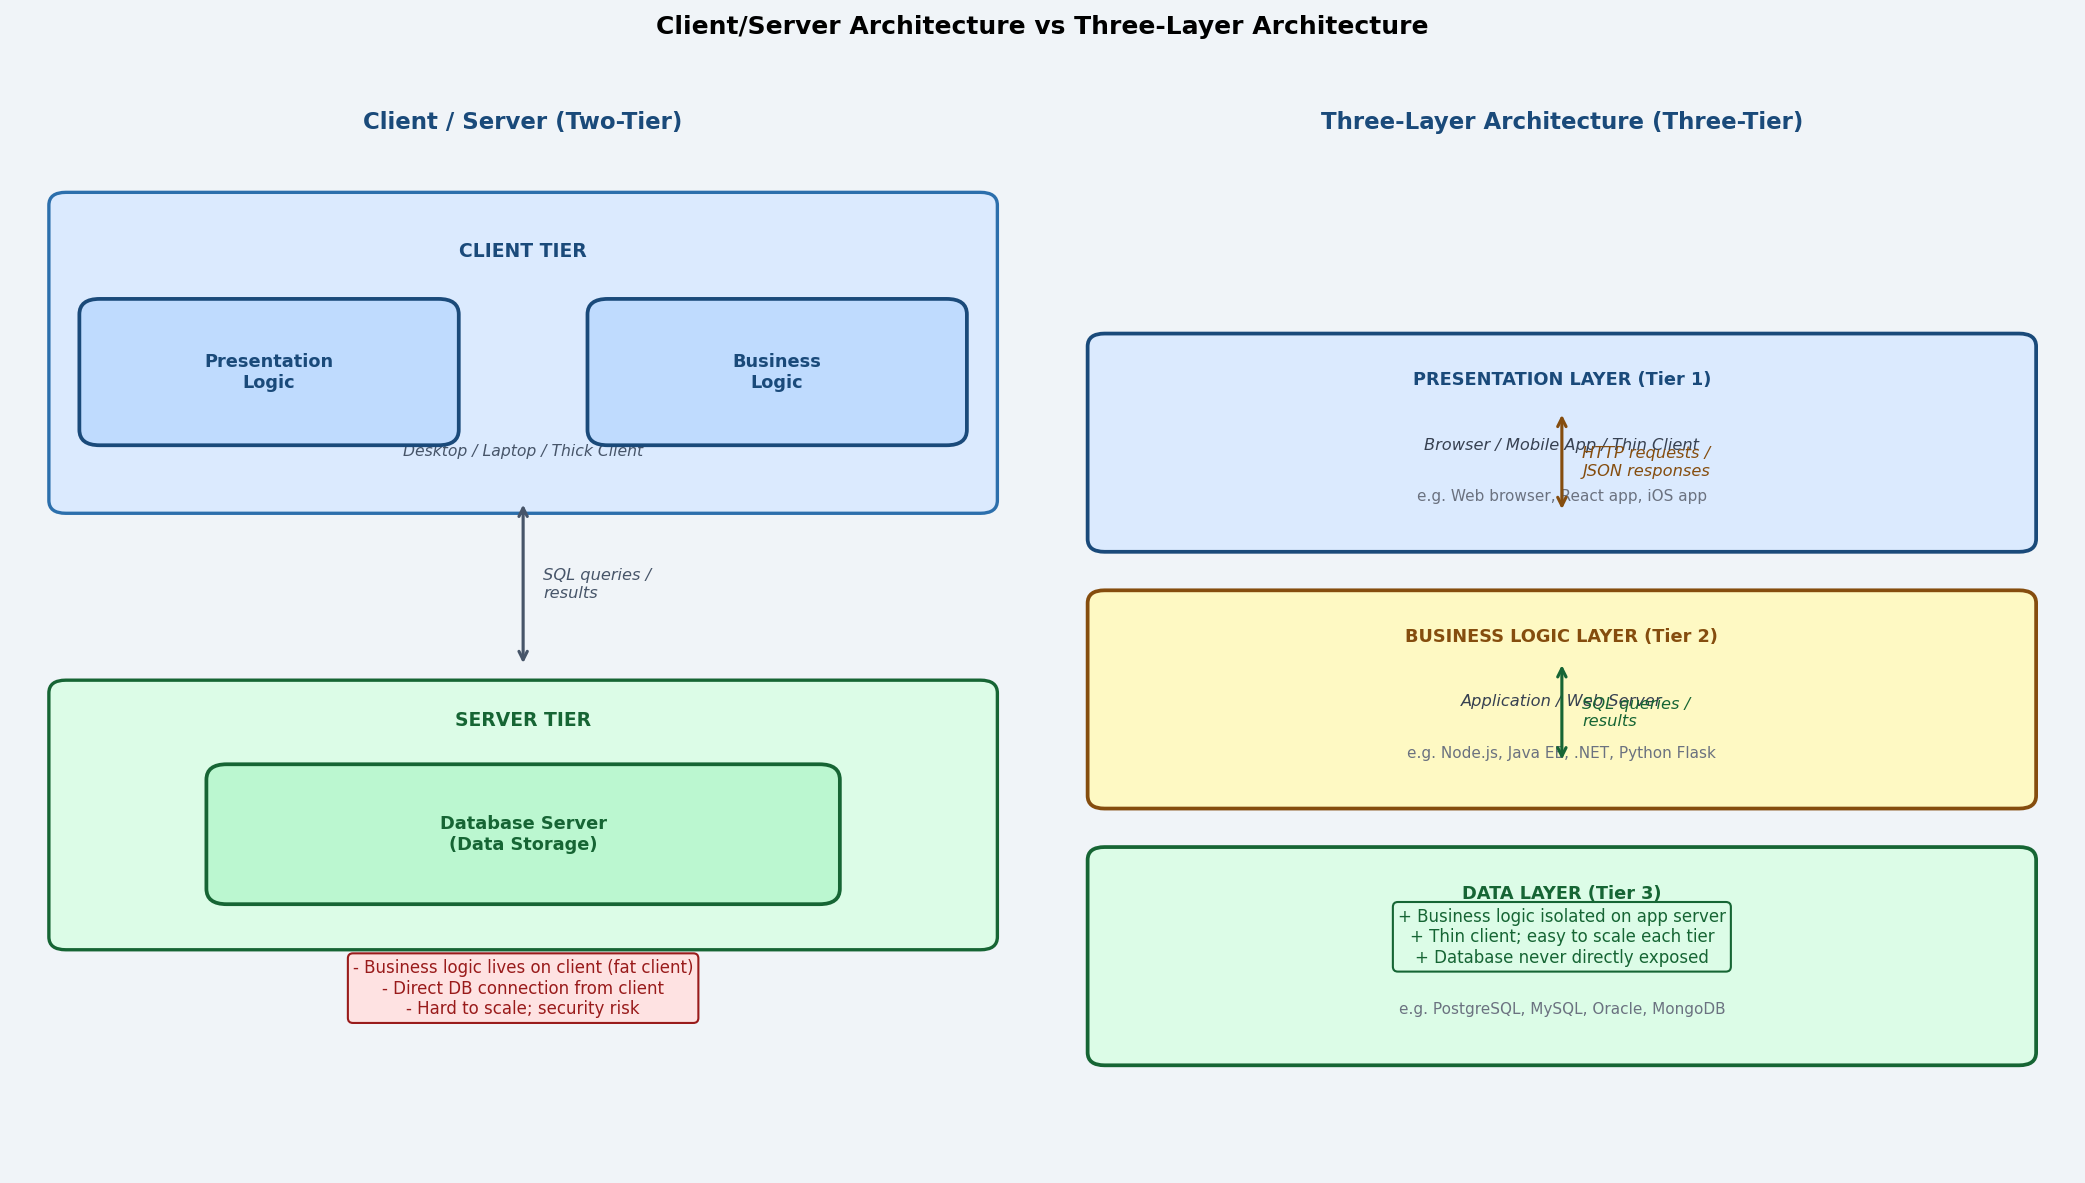 Client/Server Architecture vs Three-Layer Architecture
Client / Server (Two-Tier)
CLIENT TIER
Presentation
Logic
Business
Logic
Desktop / Laptop / Thick Client
SQL queries /
results
SERVER TIER
Database Server
(Data Storage)
- Business logic lives on client (fat client)
- Direct DB connection from client
- Hard to scale; security risk
Three-Layer Architecture (Three-Tier)
PRESENTATION LAYER (Tier 1)
Browser / Mobile App / Thin Client
HTTP requests /
JSON responses
e.g. Web browser, React app, iOS app
BUSINESS LOGIC LAYER (Tier 2)
Application / Web Server
SQL queries /
results
e.g. Node.js, Java EE, .NET, Python Flask
DATA LAYER (Tier 3)
+ Business logic isolated on app server
+ Thin client; easy to scale each tier
+ Database never directly exposed
e.g. PostgreSQL, MySQL, Oracle, MongoDB